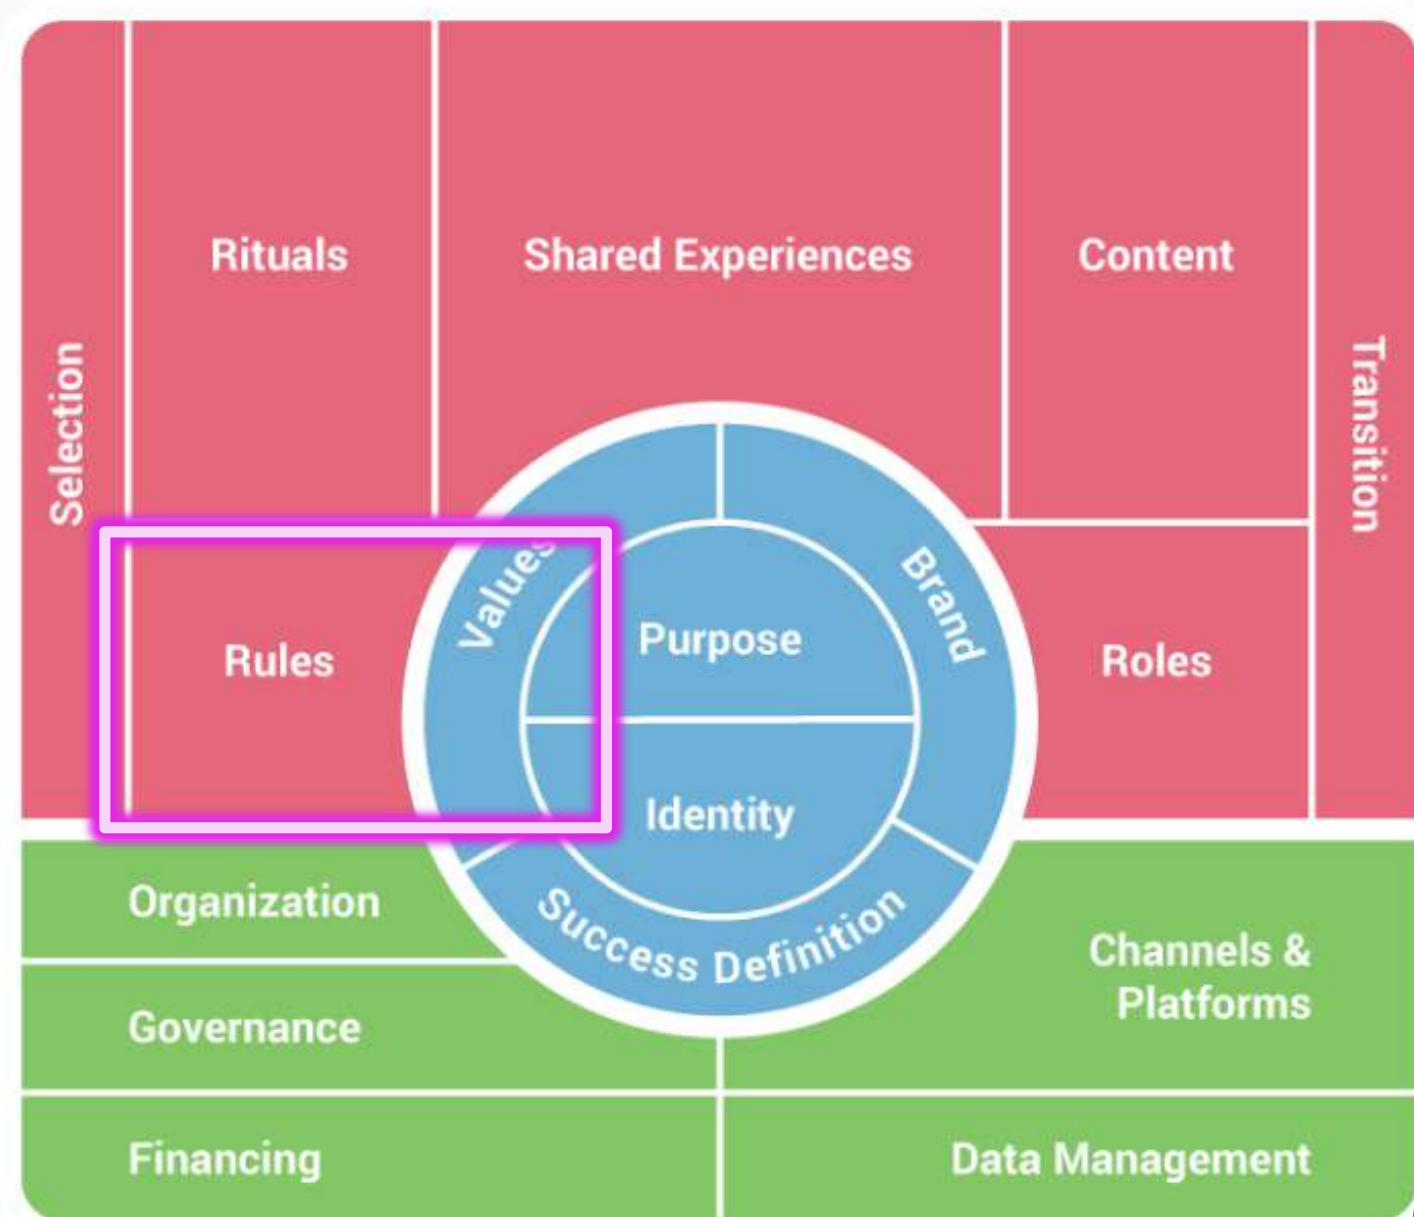 Selection
Rituals
Shared Experiences
Content
Transition
Rules
Values
Purpose
Brand
Roles
Identity
Success Definition
Organization
Governance
Financing
Channels &
Platforms
Data Management